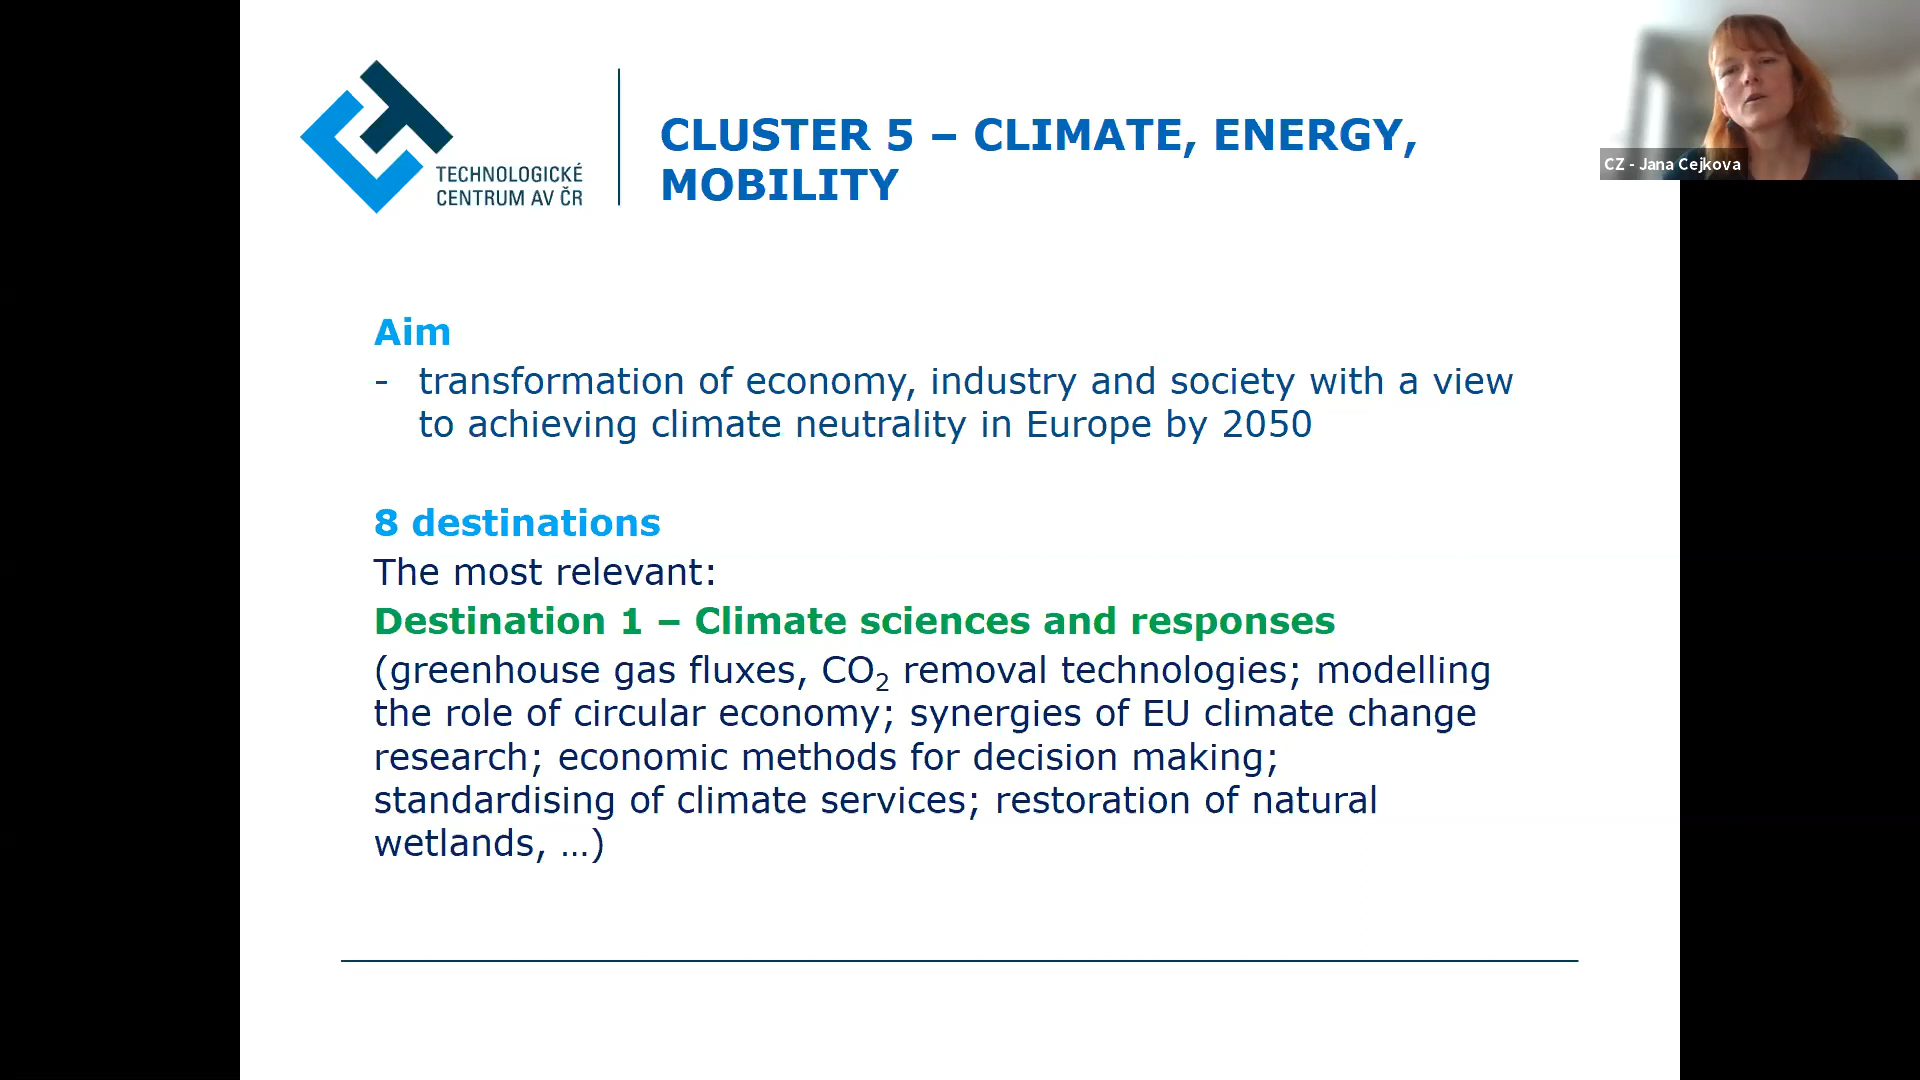 TECHNOLOGICKÉ
CENTRUM AV ČR
CLUSTER 5 – CLIMATE, ENERGY,
MOBILITY
CZ - Jana Cejkova
Aim
- transformation of economy, industry and society with a view
to achieving climate neutrality in Europe by 2050
8 destinations
The most relevant:
Destination 1 – Climate sciences and responses
(greenhouse gas fluxes, CO₂ removal technologies; modelling
the role of circular economy; synergies of EU climate change
research; economic methods for decision making;
standardising of climate services; restoration of natural
wetlands, …)